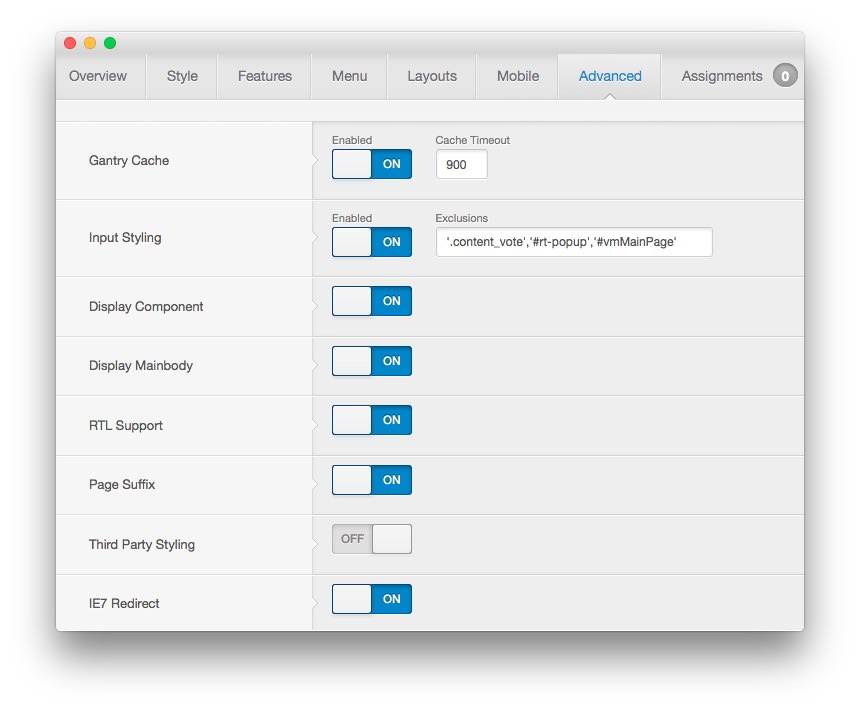 Overview Style Features Menu Layouts Mobile Advanced Assignments 0
Enabled Cache Timeout
Gantry Cache ON 900
Enabled Exclusions
Input Styling ON '.content_vote','#rt-popup','#vmMainPage'
Display Component ON
Display Mainbody ON
RTL Support ON
Page Suffix ON
Third Party Styling OFF
IE7 Redirect ON